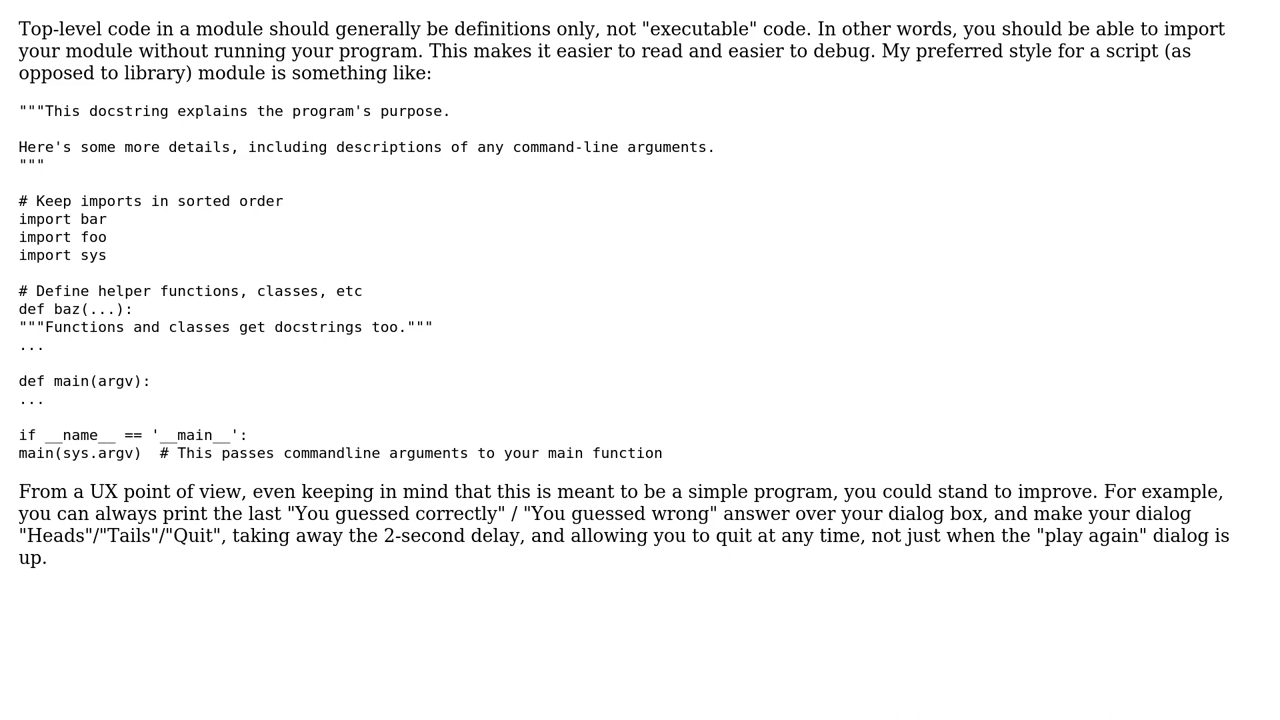 Top-level code in a module should generally be definitions only, not "executable" code. In other words, you should be able to import
your module without running your program. This makes it easier to read and easier to debug. My preferred style for a script (as
opposed to library) module is something like:
"""This docstring explains the program's purpose.
Here's some more details, including descriptions of any command-line arguments.
"""
# Keep imports in sorted order
import bar
import foo
import sys
# Define helper functions, classes, etc
def baz(...):
"""Functions and classes get docstrings too."""
...
def main(argv):
...
if __name__ == '__main__':
main(sys.argv)  # This passes commandline arguments to your main function
From a UX point of view, even keeping in mind that this is meant to be a simple program, you could stand to improve. For example,
you can always print the last "You guessed correctly" / "You guessed wrong" answer over your dialog box, and make your dialog
"Heads"/"Tails"/"Quit", taking away the 2-second delay, and allowing you to quit at any time, not just when the "play again" dialog is
up.